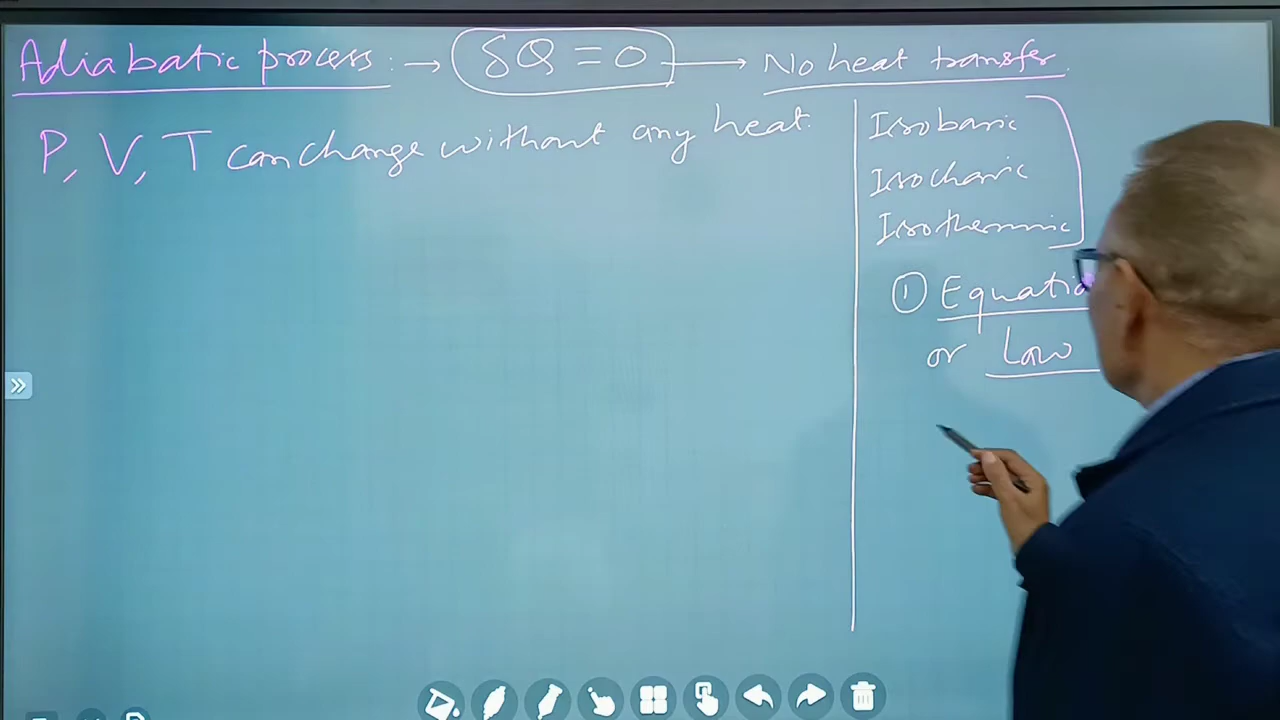 Adiabatic process :→ δQ = 0 → No heat transfer.
P, V, T can change without any heat.
Isobaric
Isochoric
Isothermic
① Equatio
or Law